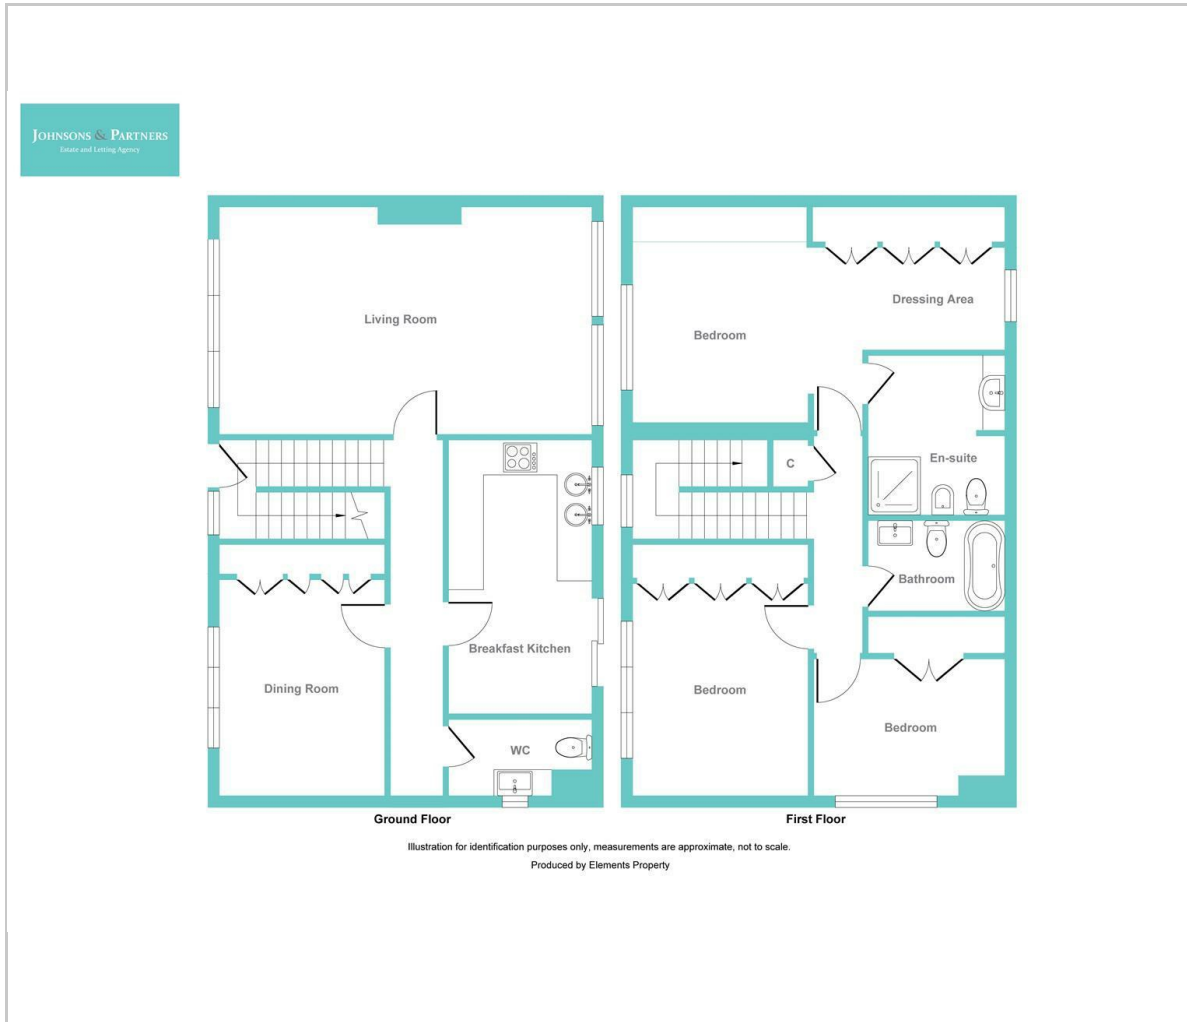 JOHNSONS & PARTNERS
Estate and Letting Agency
Living Room
Breakfast Kitchen
Dining Room
WC
Ground Floor
Dressing Area
Bedroom
C
En-suite
Bathroom
Bedroom
Bedroom
First Floor
Illustration for identification purposes only, measurements are approximate, not to scale.
Produced by Elements Property